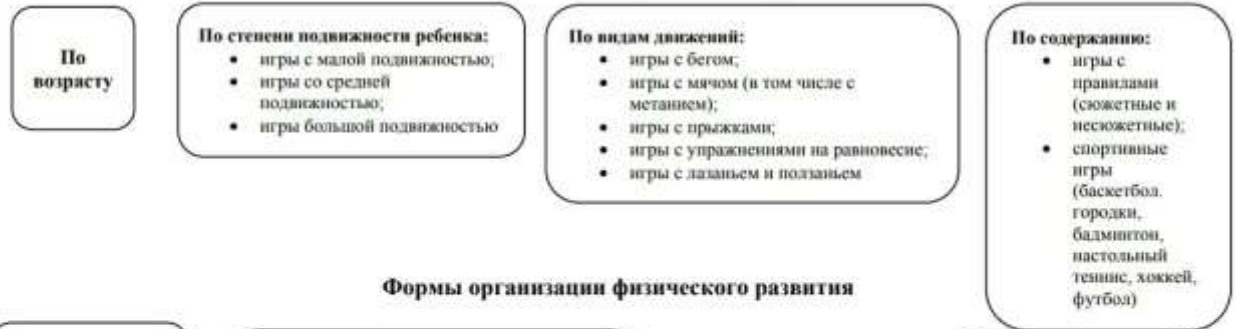 По
возрасту
По степени подвижности ребенка:
• игры с малой подвижностью;
• игры со средней
подвижностью;
• игры большой подвижностью
По видам движений:
• игры с бегом;
• игры с мячом (в том числе с
метанием);
• игры с прыжками;
• игры с упражнениями на равновесие;
• игры с лазаньем и ползаньем
По содержанию:
• игры с
правилами
(сюжетные и
несюжетные);
• спортивные
игры
(баскетбол.
городки,
бадминтон,
настольный
теннис, хоккей,
футбол)
Формы организации физического развития